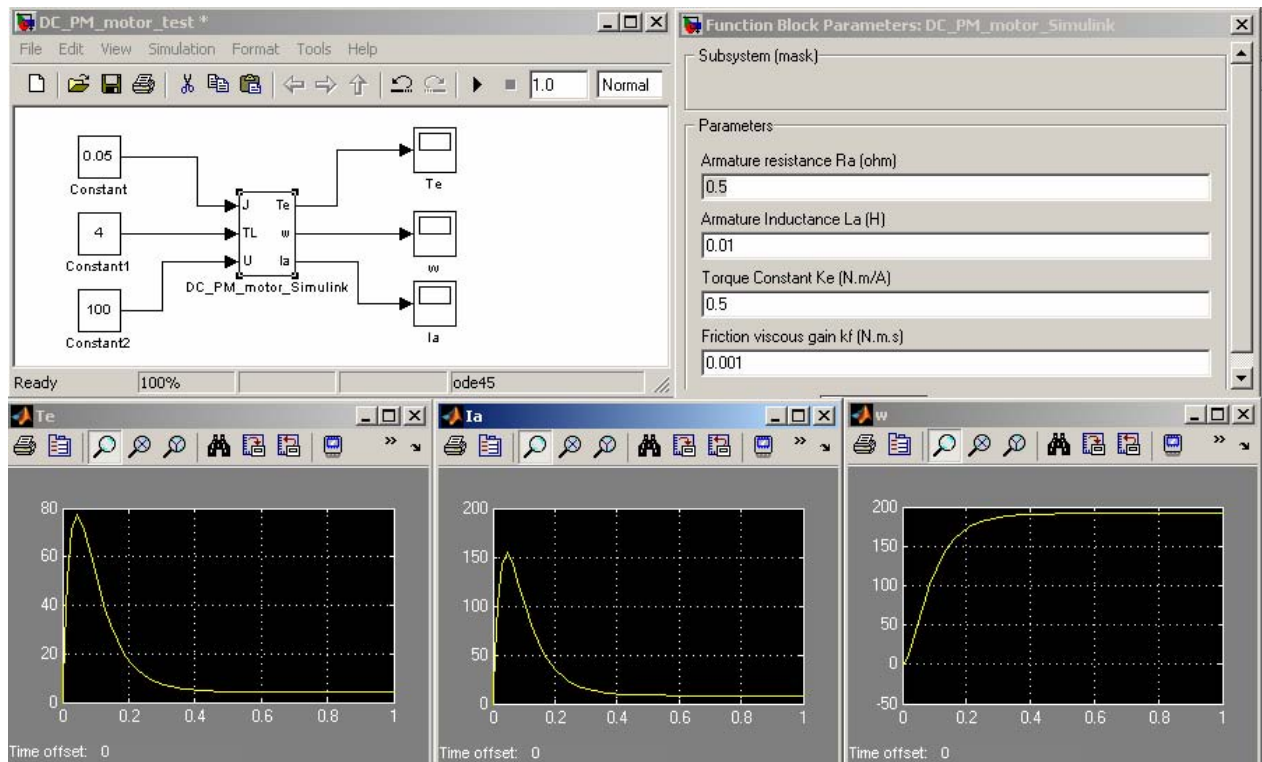 DC_PM_motor_test *
File Edit View Simulation Format Tools Help
1.0 Normal
0.05
Constant
4
Constant1
100
Constant2
J Te
TL w
U Ia
DC_PM_motor_Simulink
Te
w
Ia
Ready 100% ode45
Function Block Parameters: DC_PM_motor_Simulink
Subsystem (mask)
Parameters
Armature resistance Ra (ohm)
0.5
Armature Inductance La (H)
0.01
Torque Constant Ke (N.m/A)
0.5
Friction viscous gain kf (N.m.s)
0.001
Te
80
60
40
20
0
0 0.2 0.4 0.6 0.8 1
Time offset: 0
Ia
200
150
100
50
0
0 0.2 0.4 0.6 0.8 1
Time offset: 0
w
200
150
100
50
0
-50
0 0.2 0.4 0.6 0.8 1
Time offset: 0